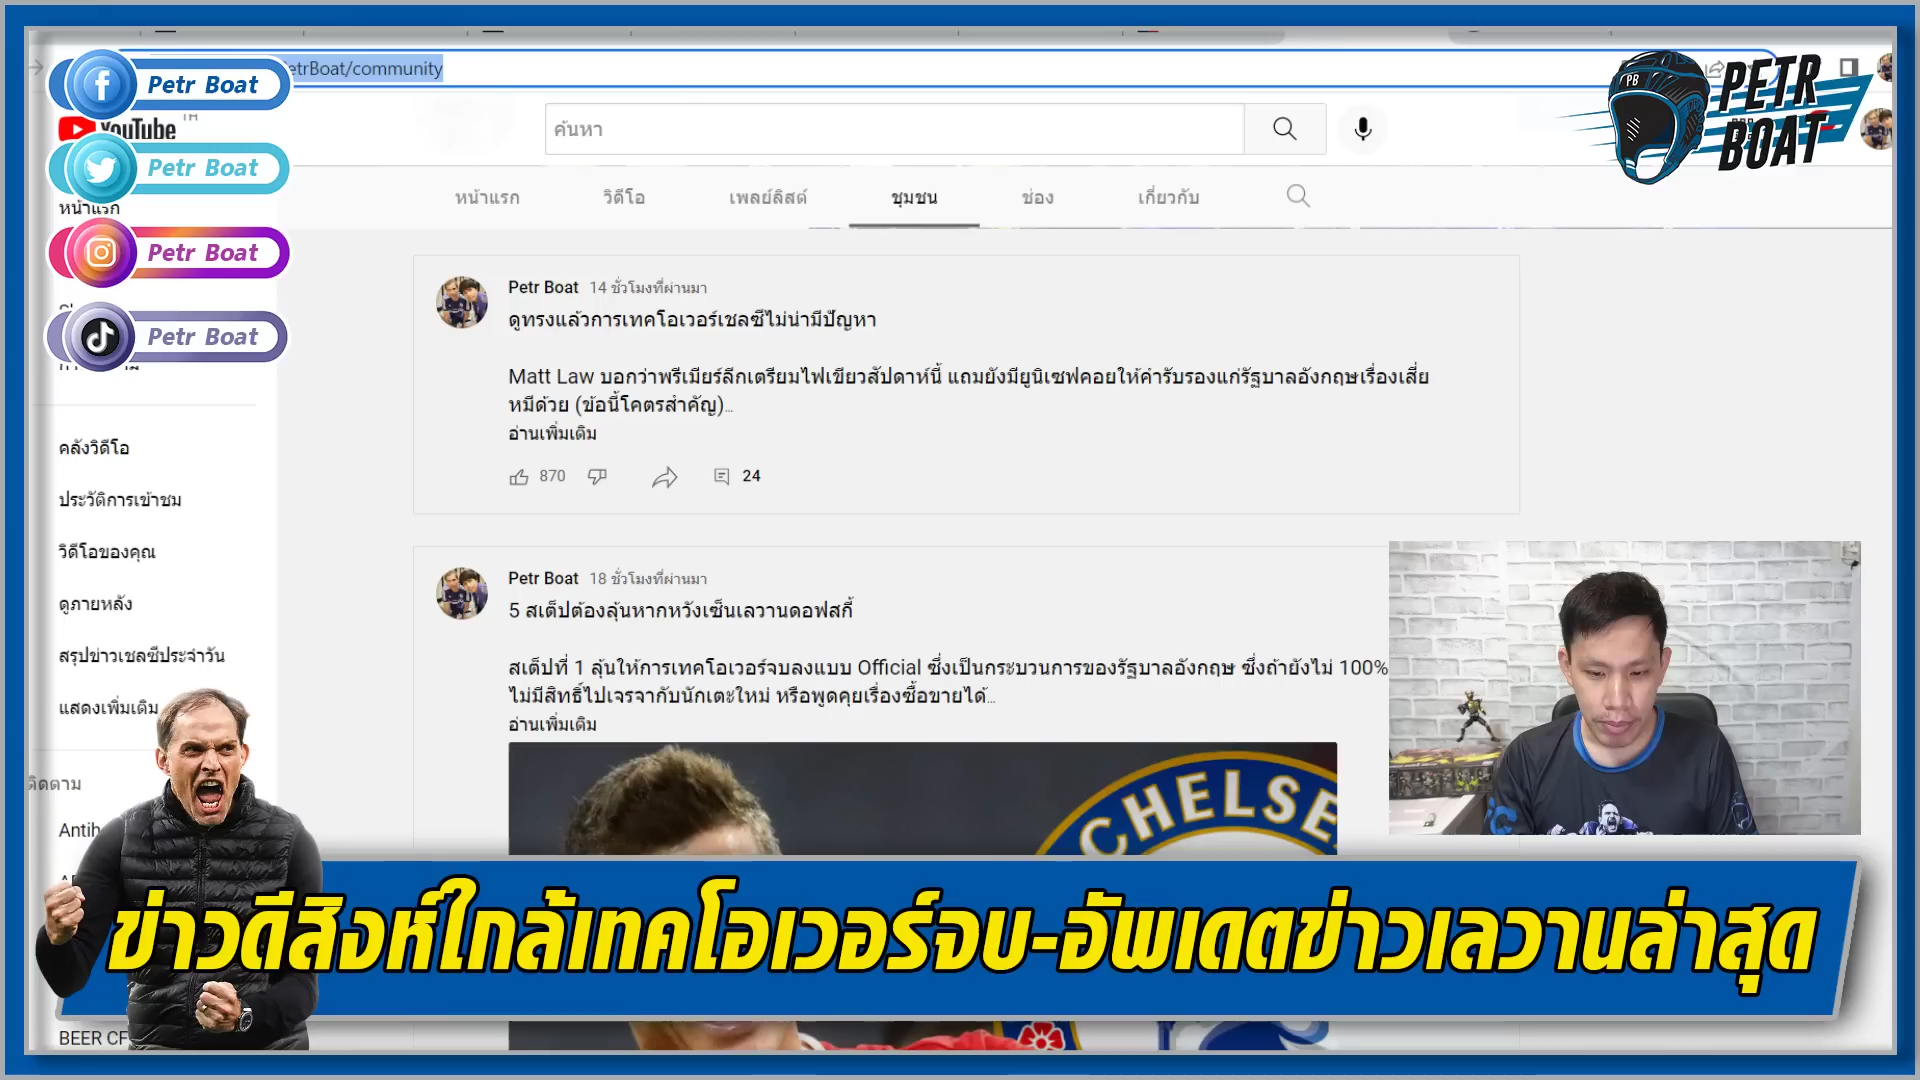 etrBoat/community
Petr Boat
YouTube TH
ค้นหา
PB
PETR
BOAT
Petr Boat
หน้าแรก
วิดีโอ
เพลย์ลิสต์
ชุมชน
ช่อง
เกี่ยวกับ
หน้าแรก
Petr Boat
Petr Boat
Petr Boat 14 ชั่วโมงที่ผ่านมา
ดูทรงแล้วการเทคโอเวอร์เชลซีไม่น่ามีปัญหา
Matt Law บอกว่าพรีเมียร์ลีกเตรียมไฟเขียวสัปดาห์นี้ แถมยังมียูนิเซฟคอยให้คำรับรองแก่รัฐบาลอังกฤษเรื่องเสี่ย
หมีด้วย (ข้อนี้โคตรสำคัญ)...
อ่านเพิ่มเติม
870
24
คลังวิดีโอ
ประวัติการเข้าชม
วิดีโอของคุณ
ดูภายหลัง
สรุปข่าวเชลซีประจำวัน
แสดงเพิ่มเติม
Petr Boat 18 ชั่วโมงที่ผ่านมา
5 สเต็ปต้องลุ้นหากหวังเซ็นเลวานดอฟสกี้
สเต็ปที่ 1 ลุ้นให้การเทคโอเวอร์จบลงแบบ Official ซึ่งเป็นกระบวนการของรัฐบาลอังกฤษ ซึ่งถ้ายังไม่ 100%
ไม่มีสิทธิ์ไปเจรจากับนักเตะใหม่ หรือพูดคุยเรื่องซื้อขายได้...
อ่านเพิ่มเติม
CHELSE
ติดตาม
Antih
ข่าวดีสิงห์ใกล้เทคโอเวอร์จบ-อัพเดตข่าวเลวานล่าสุด
BEER CF